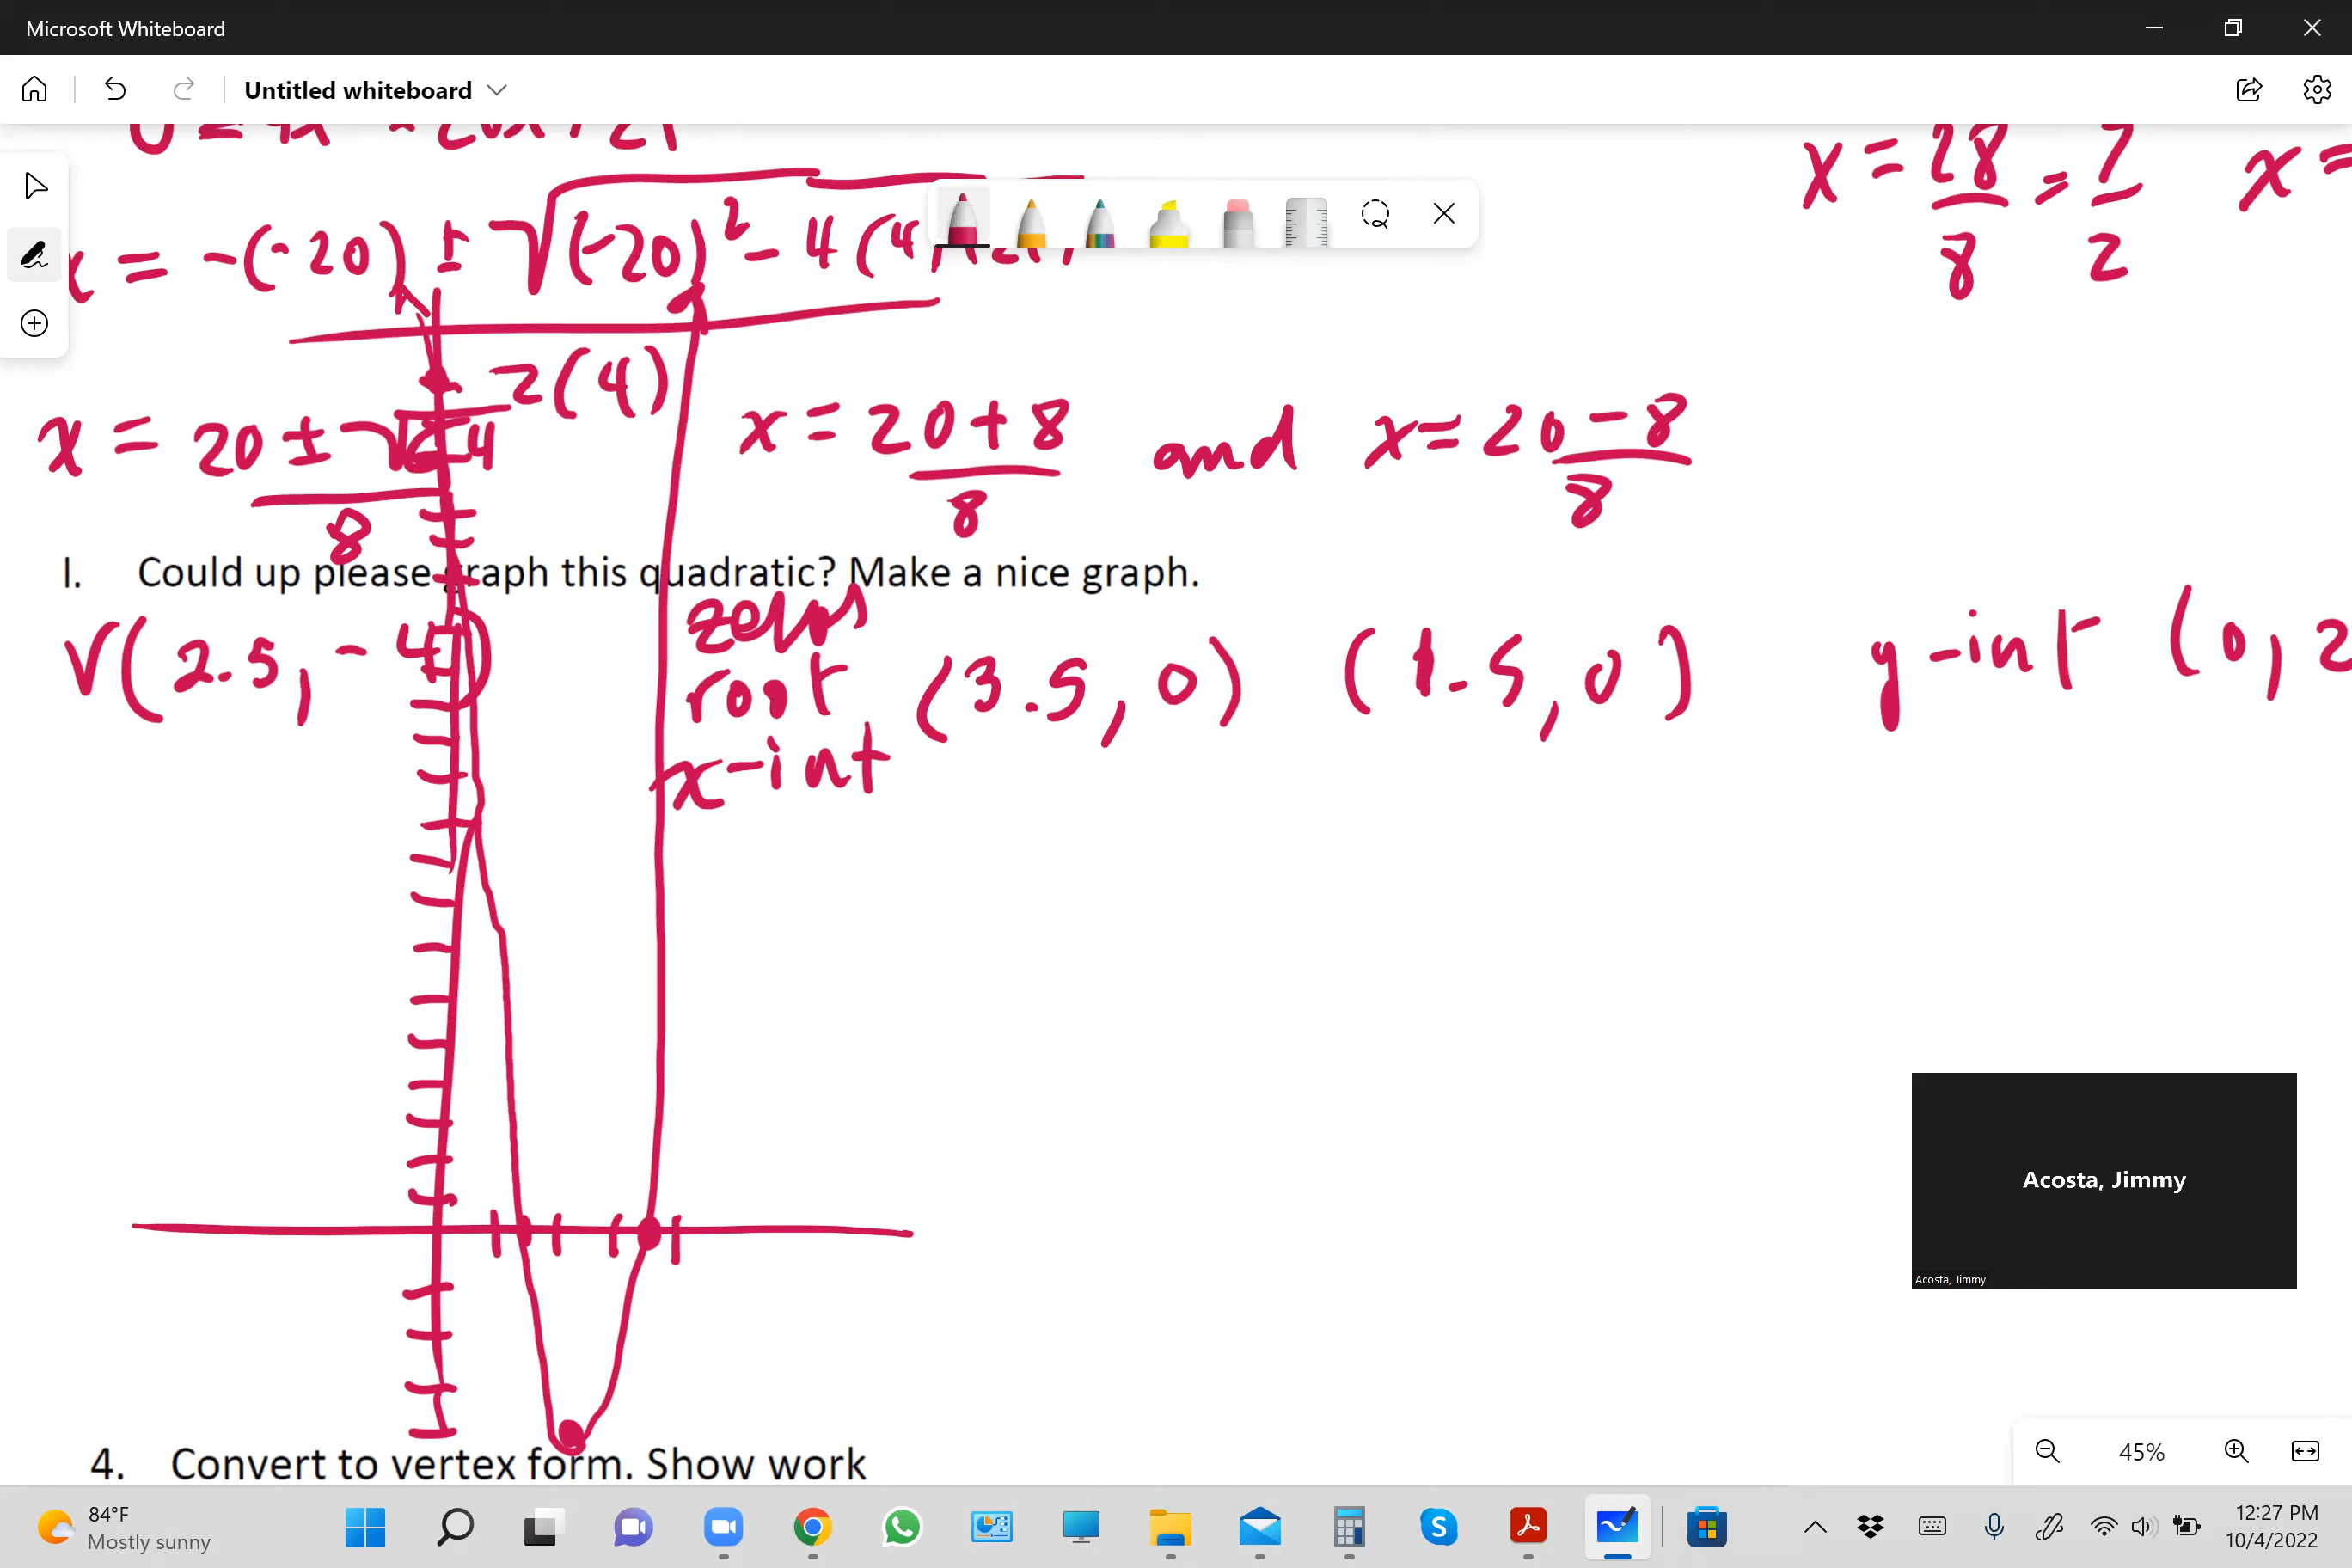 Microsoft Whiteboard
Untitled whiteboard
x = 28/8 = 7/2 x =
x = -(-20) ± √(-20)² - 4(4)
2(4)
x = 20 ± √64 / 8
x = 20 + 8 / 8 and x = 20 - 8 / 8
I. Could up please graph this quadratic? Make a nice graph.
V(2.5, -4)
zeros
root (3.5, 0) (1.5, 0)
x-int
y-int (0, 2
Acosta, Jimmy
Acosta, Jimmy
4. Convert to vertex form. Show work
45%
84°F
Mostly sunny
12:27 PM
10/4/2022